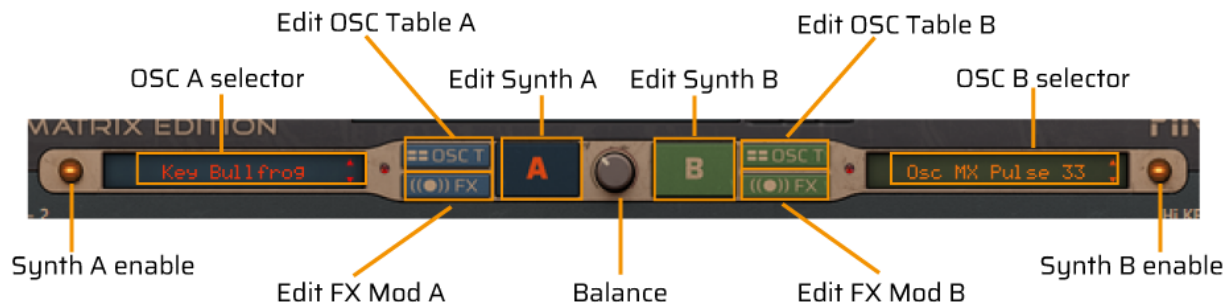 Edit OSC Table A
Edit OSC Table B
OSC A selector
Edit Synth A
Edit Synth B
OSC B selector
MATRIX EDITION
Key Bullfrog
OSC T
((●)) FX
A
B
OSC T
((●)) FX
Osc MX Pulse 33
- 2
Synth A enable
Edit FX Mod A
Balance
Edit FX Mod B
Synth B enable